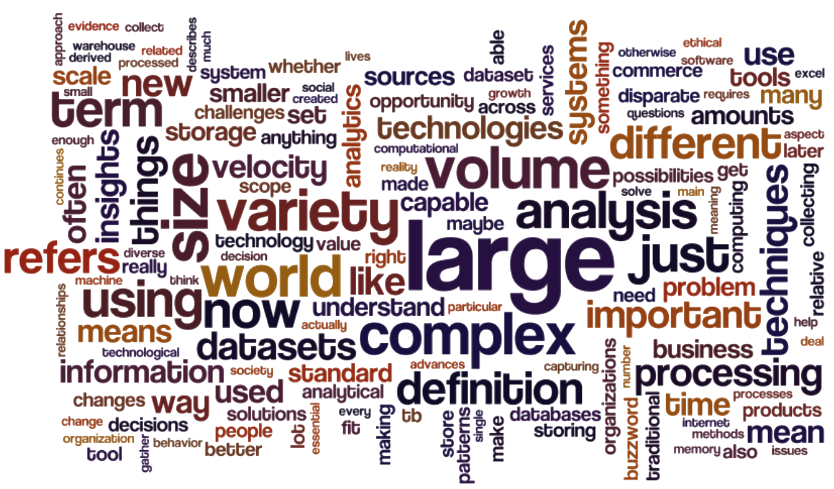 approach
evidence
collect
describes
much
warehouse
related
derived
processed
scale
small
new
system
whether
lives
able
services
systems
something
otherwise
ethical
software
use
commerce
tools
excel
term
smaller
social
created
sources
dataset
growth
opportunity
across
disparate
requires
many
challenges
set
analytics
storage
anything
technologies
questions
amounts
enough
insights
things
size
computational
different
aspect
later
continues
often
velocity
scope
reality
made
volume
possibilities
get
solve
main
meaning
computing
techniques
collecting
variety
capable
maybe
analysis
refers
diverse
really
technology
value
decision
right
large
just
relative
machine
think
world
like
need
problem
relationships
using
now
understand
particular
important
help
means
actually
complex
technological
datasets
deal
information
society
standard
advances
capturing
organizations
number
business
processing
changes
way
used
analytical
definition
processes
change
decisions
solutions
every
tb
databases
buzzword
traditional
time
products
organization
people
lot
essential
fit
making
store
patterns
single
make
storing
internet
methods
mean
tool
gather
behavior
better
memory
also
issues